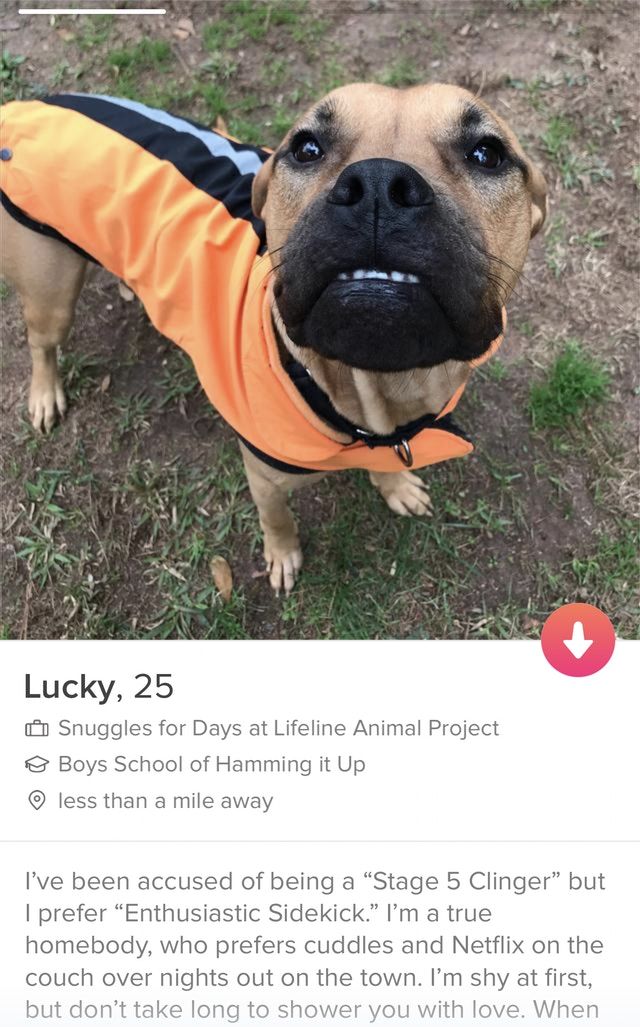 Lucky, 25
Snuggles for Days at Lifeline Animal Project
Boys School of Hamming it Up
less than a mile away
I’ve been accused of being a “Stage 5 Clinger” but
I prefer “Enthusiastic Sidekick.” I’m a true
homebody, who prefers cuddles and Netflix on the
couch over nights out on the town. I’m shy at first,
but don’t take long to shower you with love. When